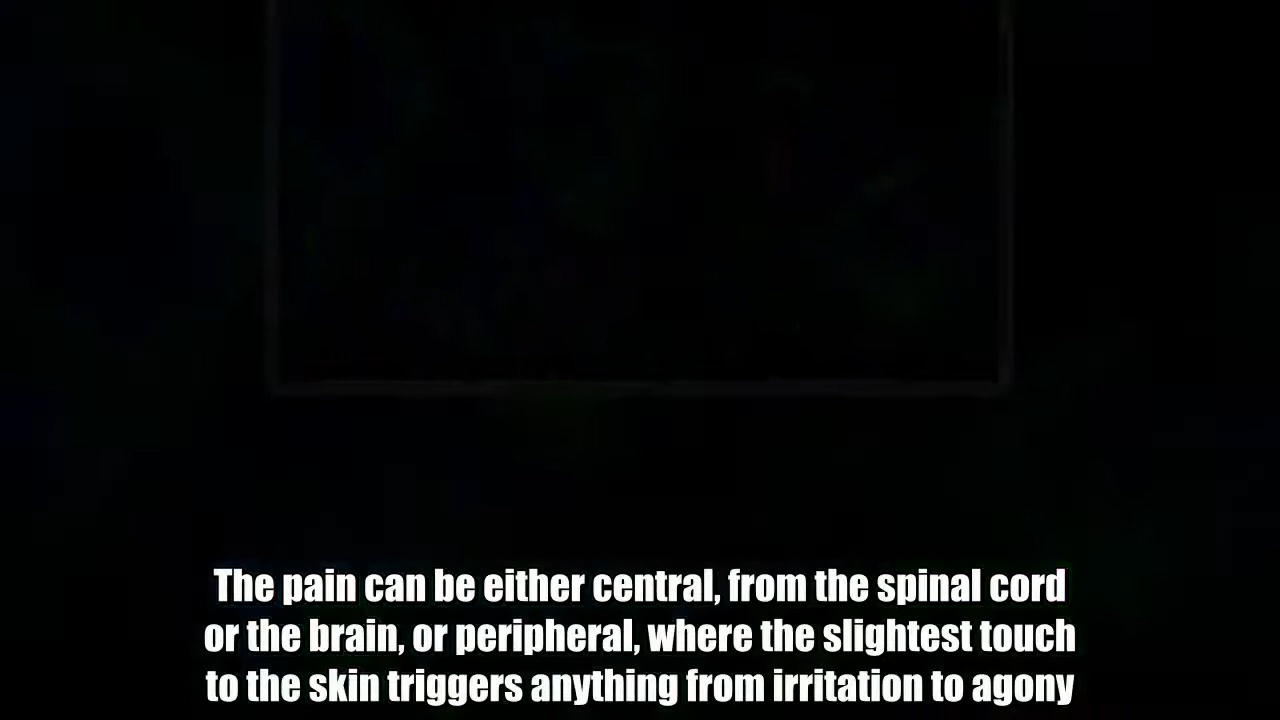 The pain can be either central, from the spinal cord
or the brain, or peripheral, where the slightest touch
to the skin triggers anything from irritation to agony